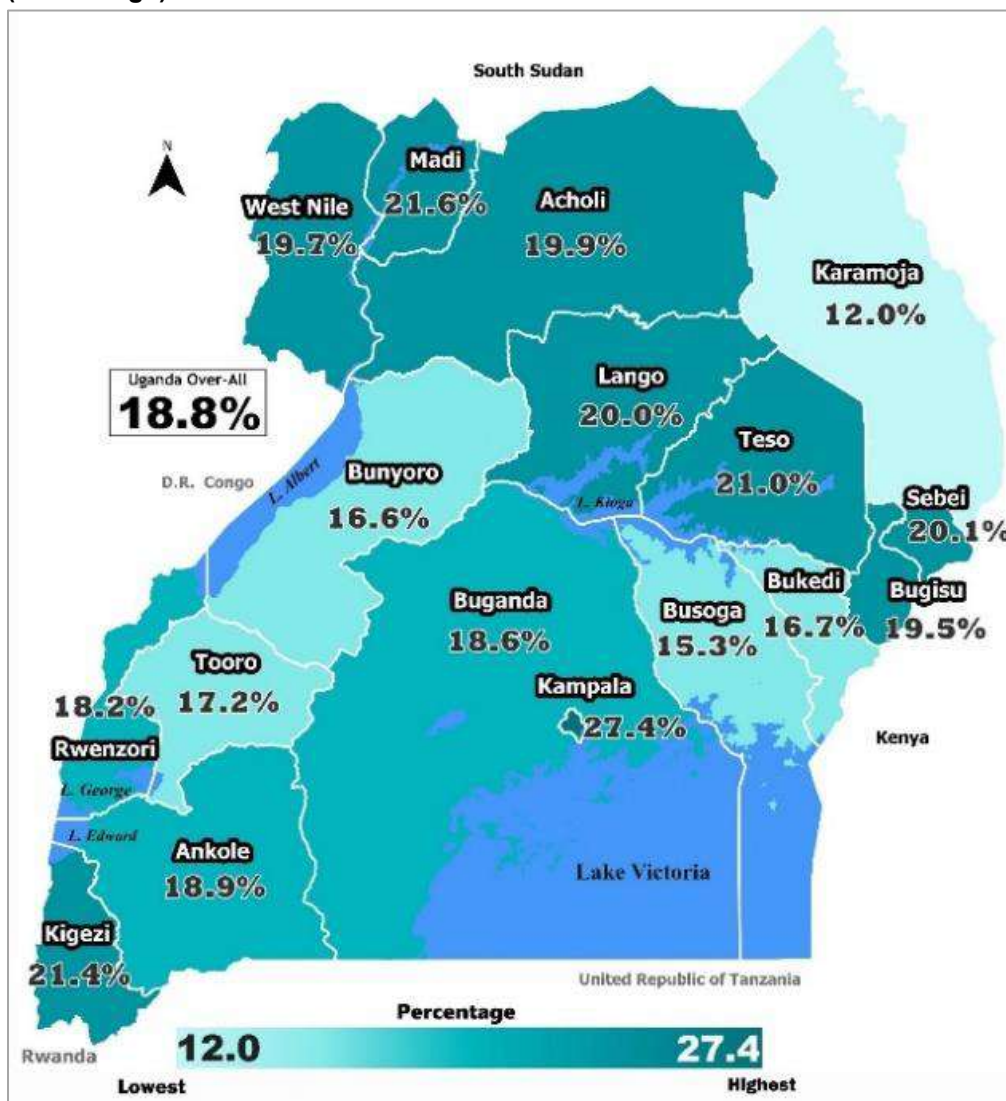 South Sudan
N
Madi
21.6%
West Nile
19.7%
Acholi
19.9%
Karamoja
12.0%
Uganda Over-All
18.8%
Lango
20.0%
Teso
21.0%
D.R. Congo
L. Albert
Bunyoro
16.6%
L. Kioga
Sebei
20.1%
Buganda
18.6%
Busoga
15.3%
Bukedi
16.7%
Bugisu
19.5%
Tooro
17.2%
18.2%
Rwenzori
Kampala
27.4%
Kenya
L. George
L. Edward
Ankole
18.9%
Lake Victoria
Kigezi
21.4%
United Republic of Tanzania
Rwanda
Percentage
12.0
27.4
Lowest
Highest